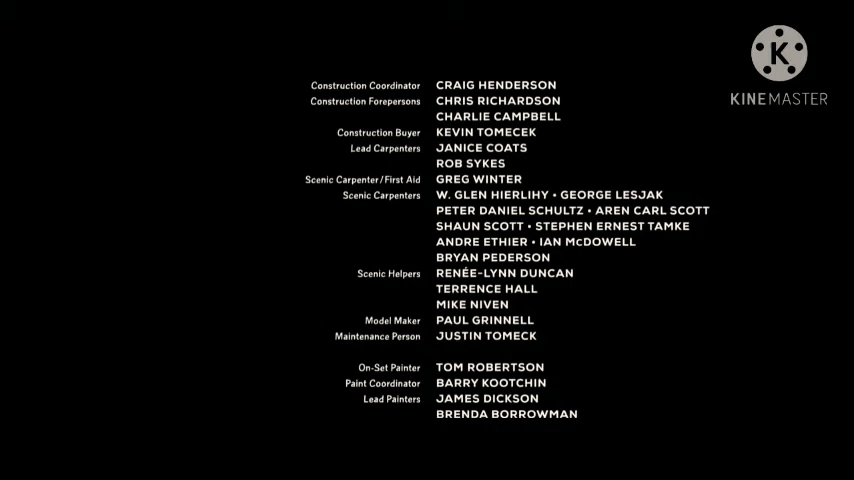 K
KINEMASTER
Construction Coordinator CRAIG HENDERSON
Construction Forepersons CHRIS RICHARDSON
CHARLIE CAMPBELL
Construction Buyer KEVIN TOMECEK
Lead Carpenters JANICE COATS
ROB SYKES
Scenic Carpenter/First Aid GREG WINTER
Scenic Carpenters W. GLEN HIERLIHY • GEORGE LESJAK
PETER DANIEL SCHULTZ • AREN CARL SCOTT
SHAUN SCOTT • STEPHEN ERNEST TAMKE
ANDRE ETHIER • IAN McDOWELL
BRYAN PEDERSON
Scenic Helpers RENÉE-LYNN DUNCAN
TERRENCE HALL
MIKE NIVEN
Model Maker PAUL GRINNELL
Maintenance Person JUSTIN TOMECK
On-Set Painter TOM ROBERTSON
Paint Coordinator BARRY KOOTCHIN
Lead Painters JAMES DICKSON
BRENDA BORROWMAN